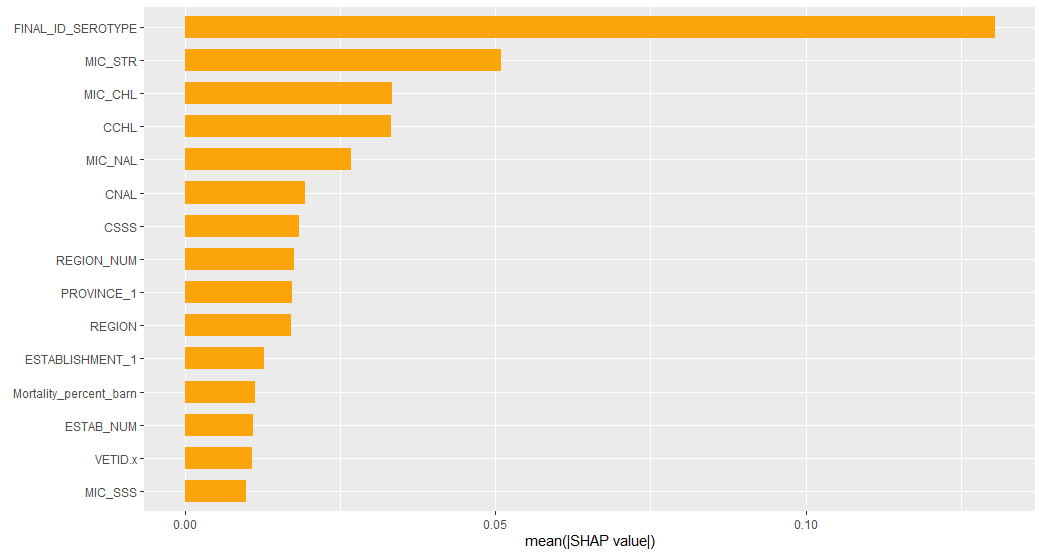 FINAL_ID_SEROTYPE
MIC_STR
MIC_CHL
CCHL
MIC_NAL
CNAL
CSSS
REGION_NUM
PROVINCE_1
REGION
ESTABLISHMENT_1
Mortality_percent_barn
ESTAB_NUM
VETID.x
MIC_SSS
0.00 0.05 0.10
mean(|SHAP value|)